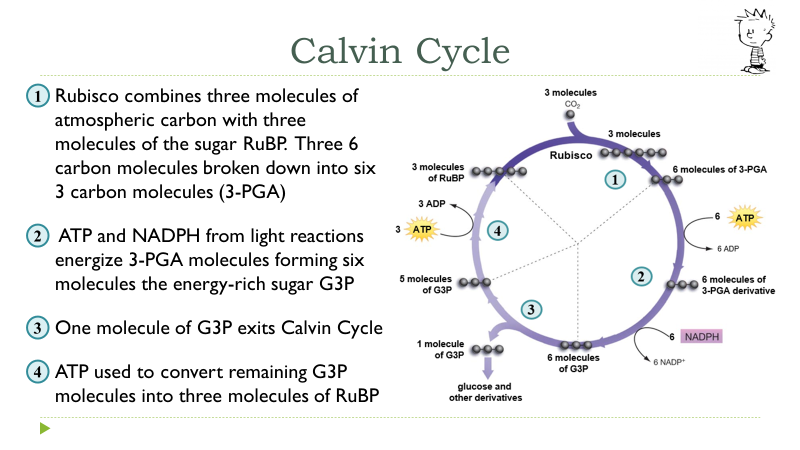 Calvin Cycle
1 Rubisco combines three molecules of
atmospheric carbon with three
molecules of the sugar RuBP. Three 6
carbon molecules broken down into six
3 carbon molecules (3-PGA)
2 ATP and NADPH from light reactions
energize 3-PGA molecules forming six
molecules the energy-rich sugar G3P
3 One molecule of G3P exits Calvin Cycle
4 ATP used to convert remaining G3P
molecules into three molecules of RuBP
3 molecules
CO₂
3 molecules
Rubisco
1
6 molecules of 3-PGA
6 ATP
6 ADP
2
6 molecules of
3-PGA derivative
6 NADPH
6 NADP⁺
6 molecules
of G3P
3
1 molecule
of G3P
glucose and
other derivatives
5 molecules
of G3P
4
3 ADP
3 ATP
3 molecules
of RuBP